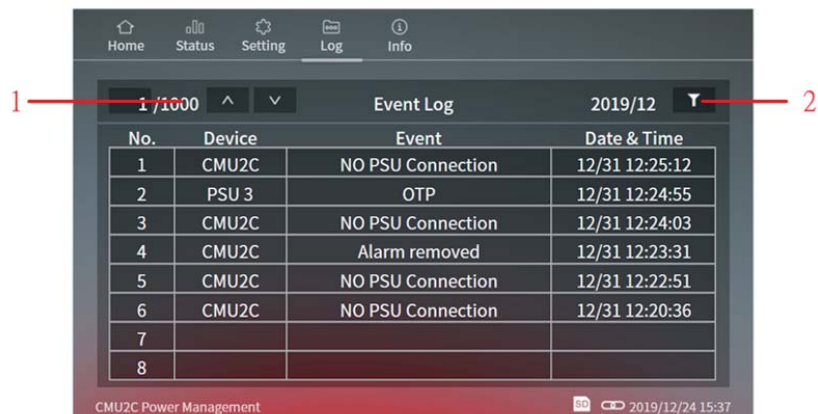 Home Status Setting Log Info
1 1 /1000 Event Log 2019/12 2
No. Device Event Date & Time
1 CMU2C NO PSU Connection 12/31 12:25:12
2 PSU 3 OTP 12/31 12:24:55
3 CMU2C NO PSU Connection 12/31 12:24:03
4 CMU2C Alarm removed 12/31 12:23:31
5 CMU2C NO PSU Connection 12/31 12:22:51
6 CMU2C NO PSU Connection 12/31 12:20:36
7
8
CMU2C Power Management SD 2019/12/24 15:37